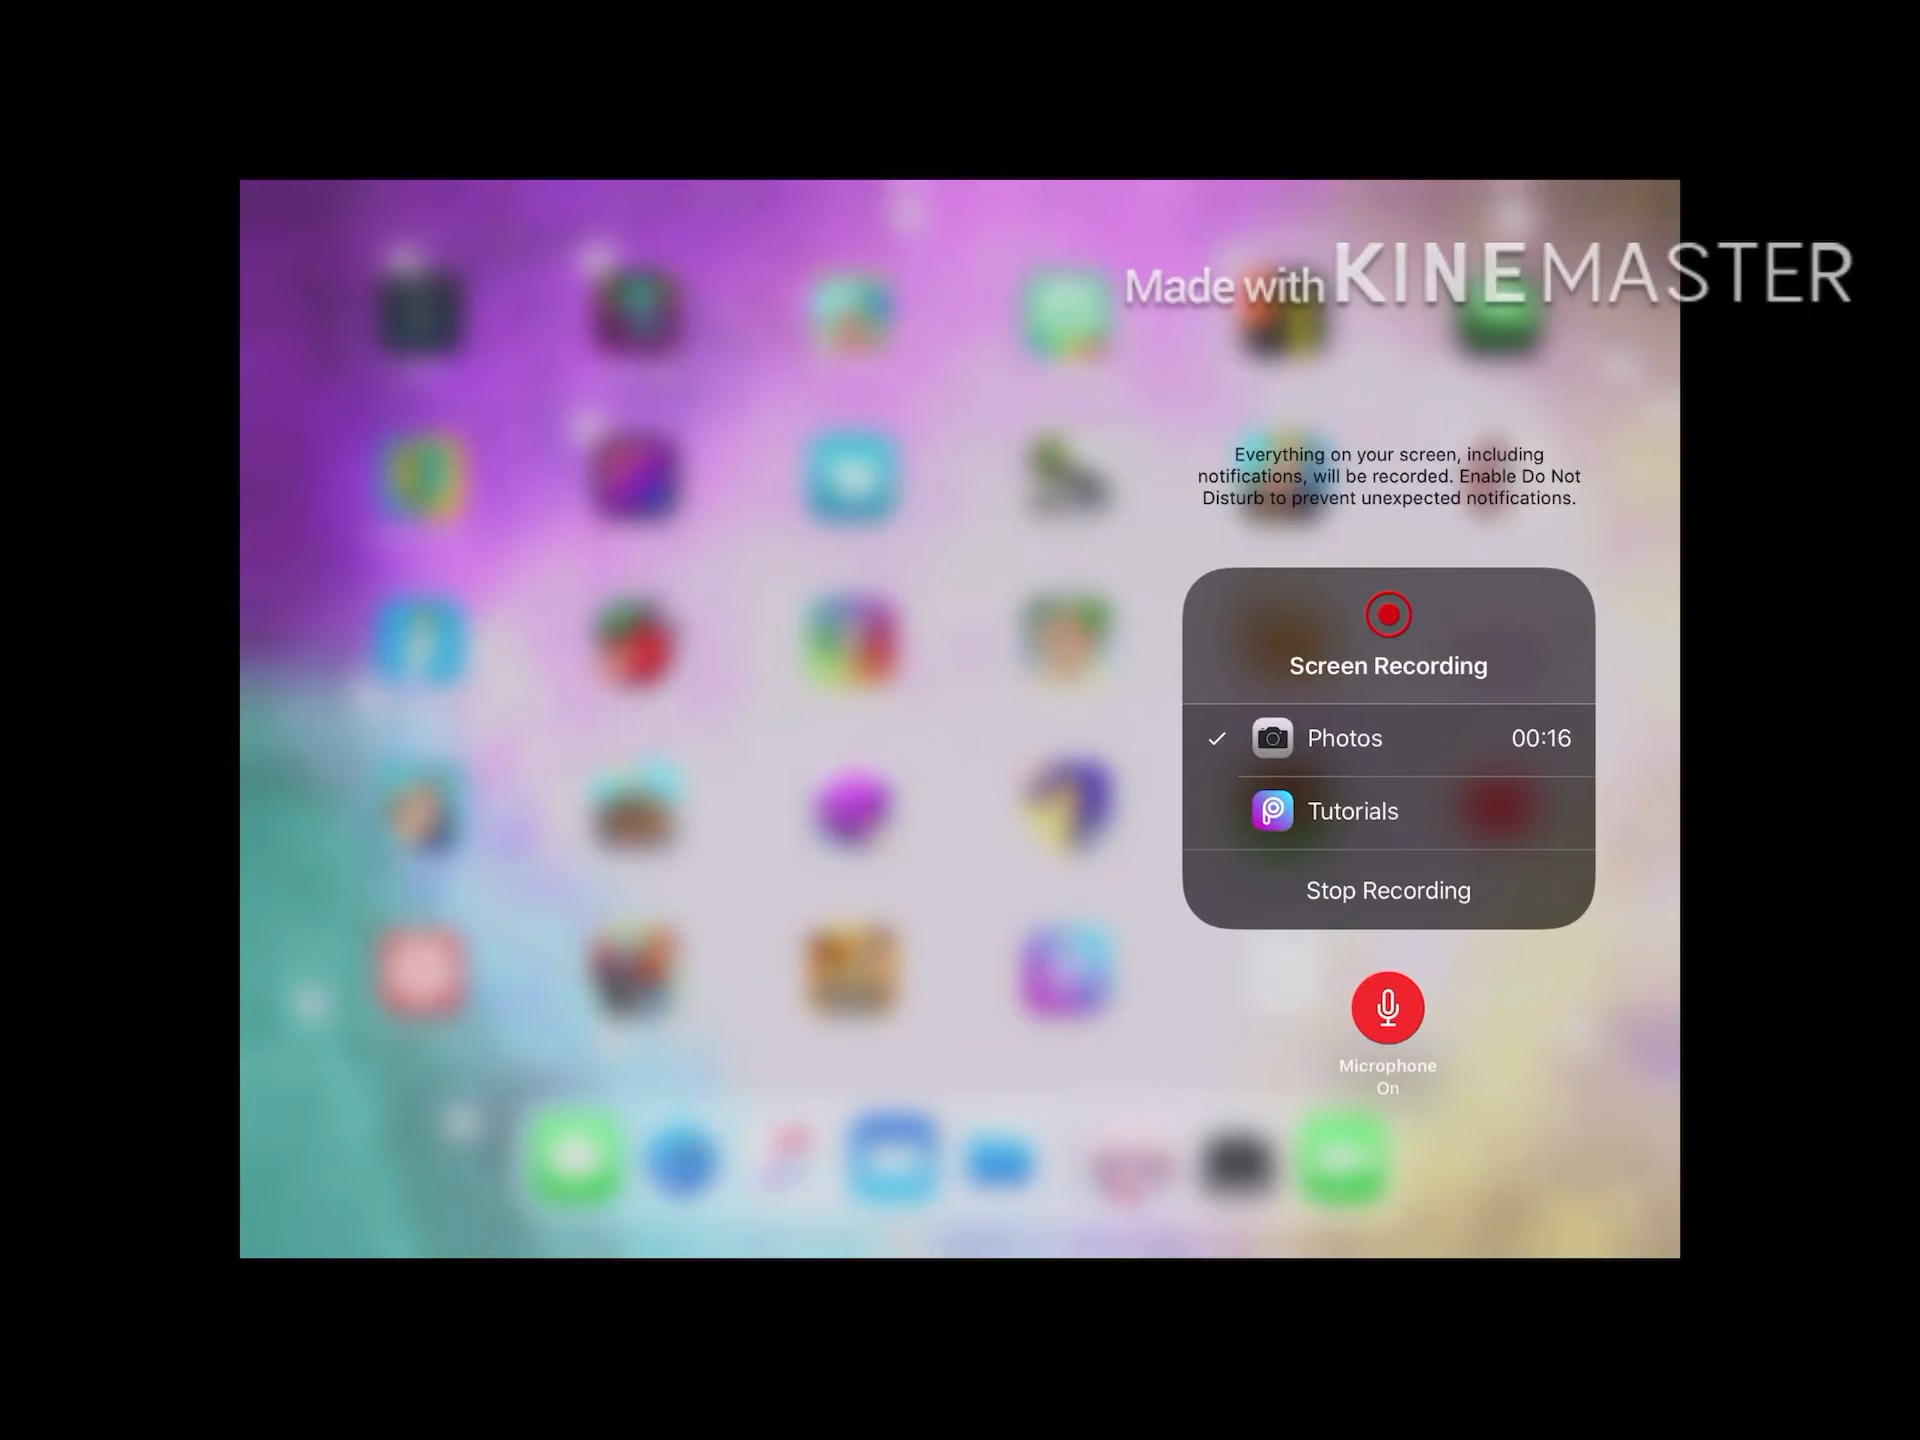 Made with KINEMASTER
Everything on your screen, including
notifications, will be recorded. Enable Do Not
Disturb to prevent unexpected notifications.
Screen Recording
Photos 00:16
Tutorials
Stop Recording
Microphone
On